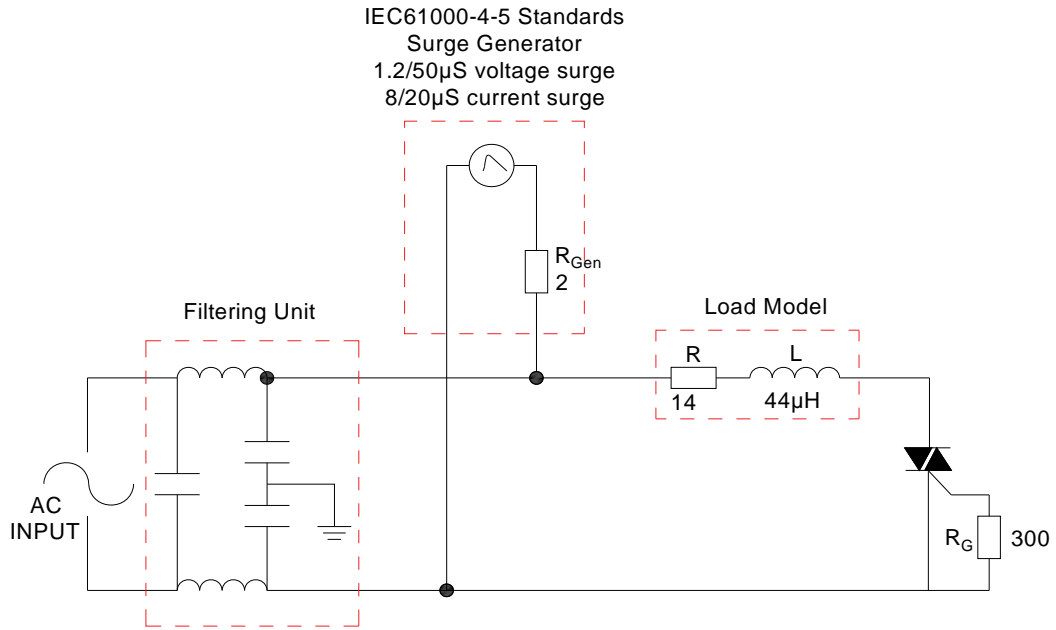 IEC61000-4-5 Standards
Surge Generator
1.2/50µS voltage surge
8/20µS current surge
RGen
2
Filtering Unit
Load Model
R
L
14
44µH
AC
INPUT
RG
300